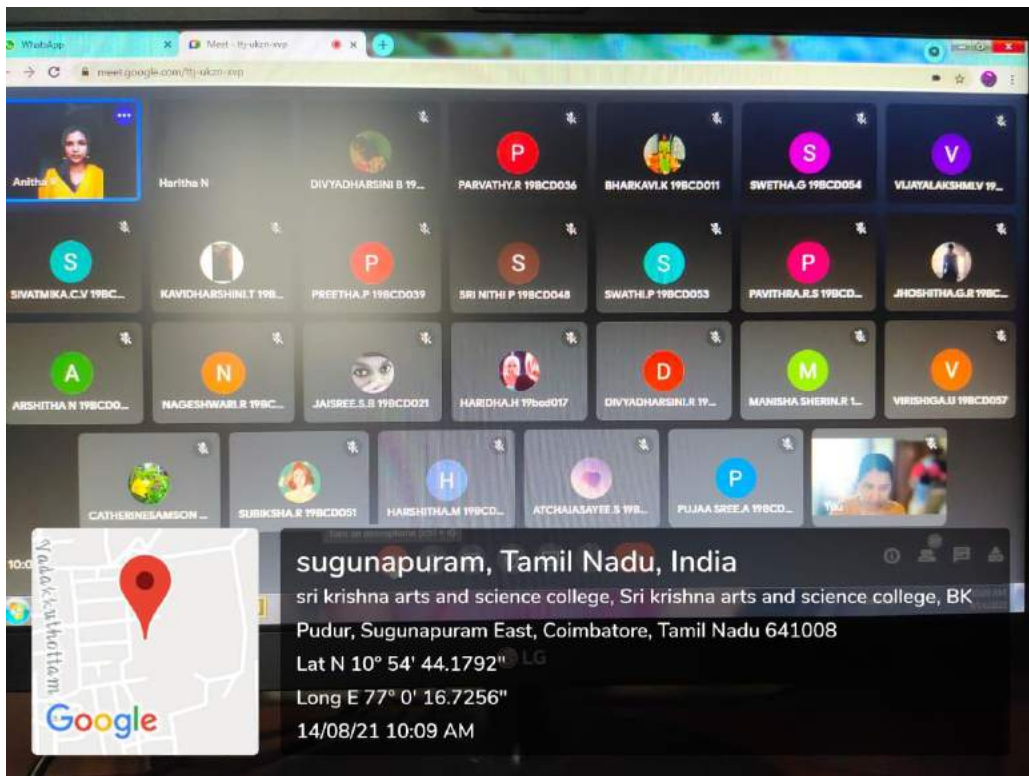 WhatsApp
Meet - ttj-ukzn-xvp
meet.google.com/ttj-ukzn-xvp
Anitha
Haritha N
DIVYADHARSINI B 19...
PARVATHY.R 19BCD036
BHARKAVI.K 19BCD011
SWETHA.G 19BCD054
VIJAYALAKSHMI.V 19...
P
S
V
SIVATMIKA.C.V 19BC...
KAVIDHARSHINI.T 19B...
PREETHA.P 19BCD039
SRI NITHI P 19BCD048
SWATHI.P 19BCD053
PAVITHRA.R.S 19BCD...
JHOSHITHA.G.R 19BC...
S
P
S
S
P
ARSHITHA N 19BCD0...
NAGESHWARI.R 19BC...
JAISREE.S.B 19BCD021
HARIDHA.H 19bcd017
DIVYADHARSINI.R 19...
MANISHA SHERIN.R 1...
VIRISHIGA.U 19BCD057
A
N
D
M
V
CATHERINESAMSON ...
SUBIKSHA.R 19BCD051
HARSHITHA,M 19BCD...
ATCHAIASAYEE.S 19B...
PUJAA SREE.A 19BCD...
You
H
P
10:0
Vadakkuthottam
Google
sugunapuram, Tamil Nadu, India
sri krishna arts and science college, Sri krishna arts and science college, BK
Pudur, Sugunapuram East, Coimbatore, Tamil Nadu 641008
Lat N 10° 54' 44.1792"
Long E 77° 0' 16.7256"
14/08/21 10:09 AM
LG